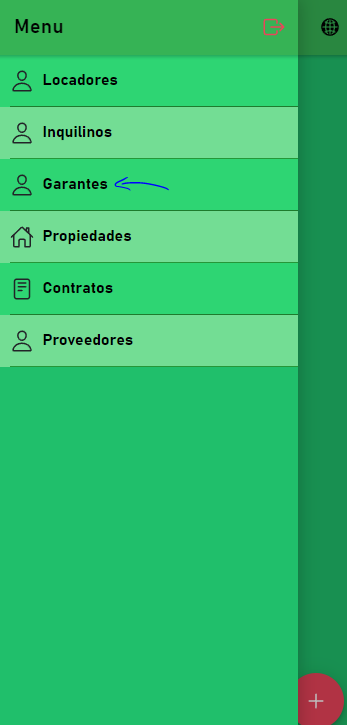 Menu
Locadores
Inquilinos
Garantes
Propiedades
Contratos
Proveedores